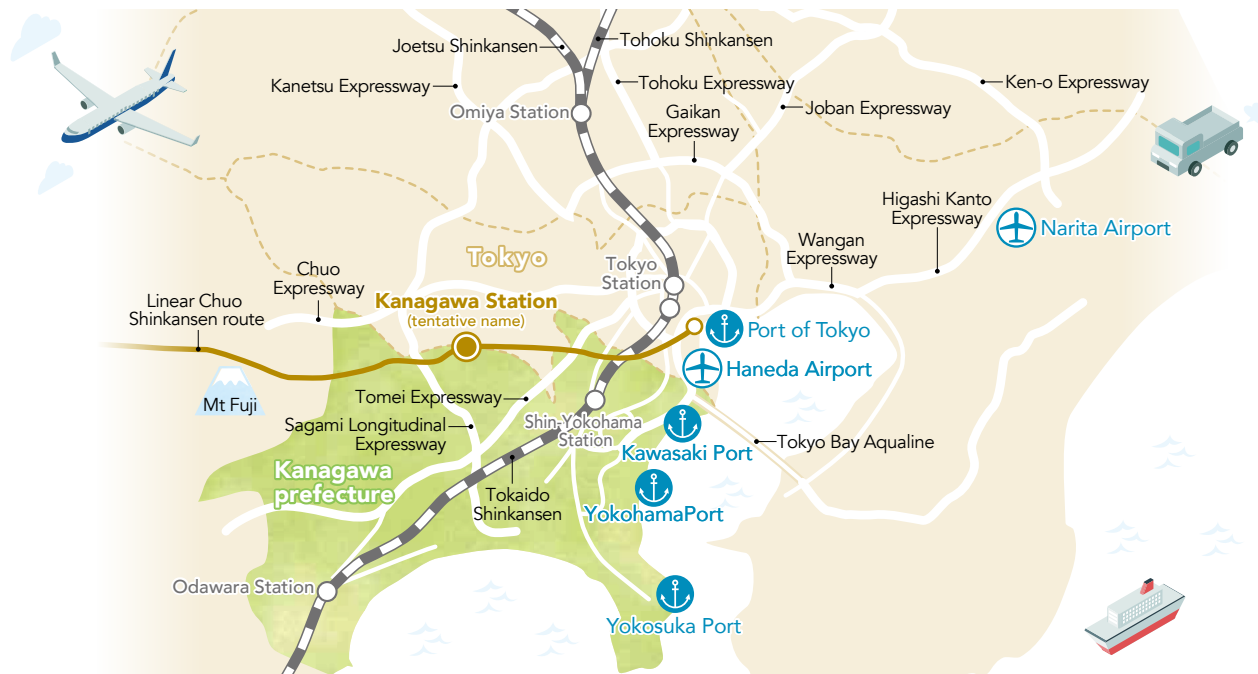 Joetsu Shinkansen
Tohoku Shinkansen
Kanetsu Expressway
Tohoku Expressway
Ken-o Expressway
Omiya Station
Gaikan
Expressway
Joban Expressway
Higashi Kanto
Expressway
Narita Airport
Wangan
Expressway
Tokyo
Tokyo
Station
Chuo
Expressway
Linear Chuo
Shinkansen route
Kanagawa Station
(tentative name)
Port of Tokyo
Haneda Airport
Mt Fuji
Tomei Expressway
Sagami Longitudinal
Expressway
Shin-Yokohama
Station
Kawasaki Port
Tokyo Bay Aqualine
Kanagawa
prefecture
Tokaido
Shinkansen
YokohamaPort
Odawara Station
Yokosuka Port